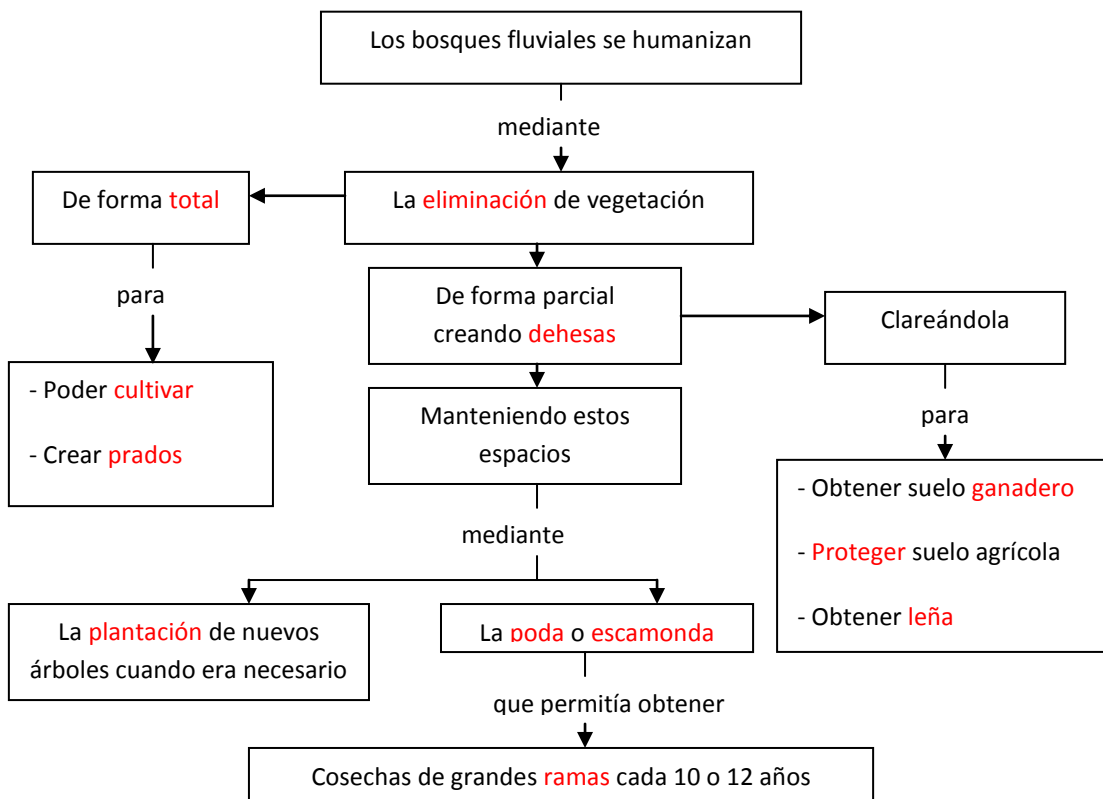 Los bosques fluviales se humanizan
mediante
De forma total
La eliminación de vegetación
para
De forma parcial
creando dehesas
Clareándola
- Poder cultivar
- Crear prados
Manteniendo estos
espacios
para
- Obtener suelo ganadero
- Proteger suelo agrícola
- Obtener leña
mediante
La plantación de nuevos
árboles cuando era necesario
La poda o escamonda
que permitía obtener
Cosechas de grandes ramas cada 10 o 12 años